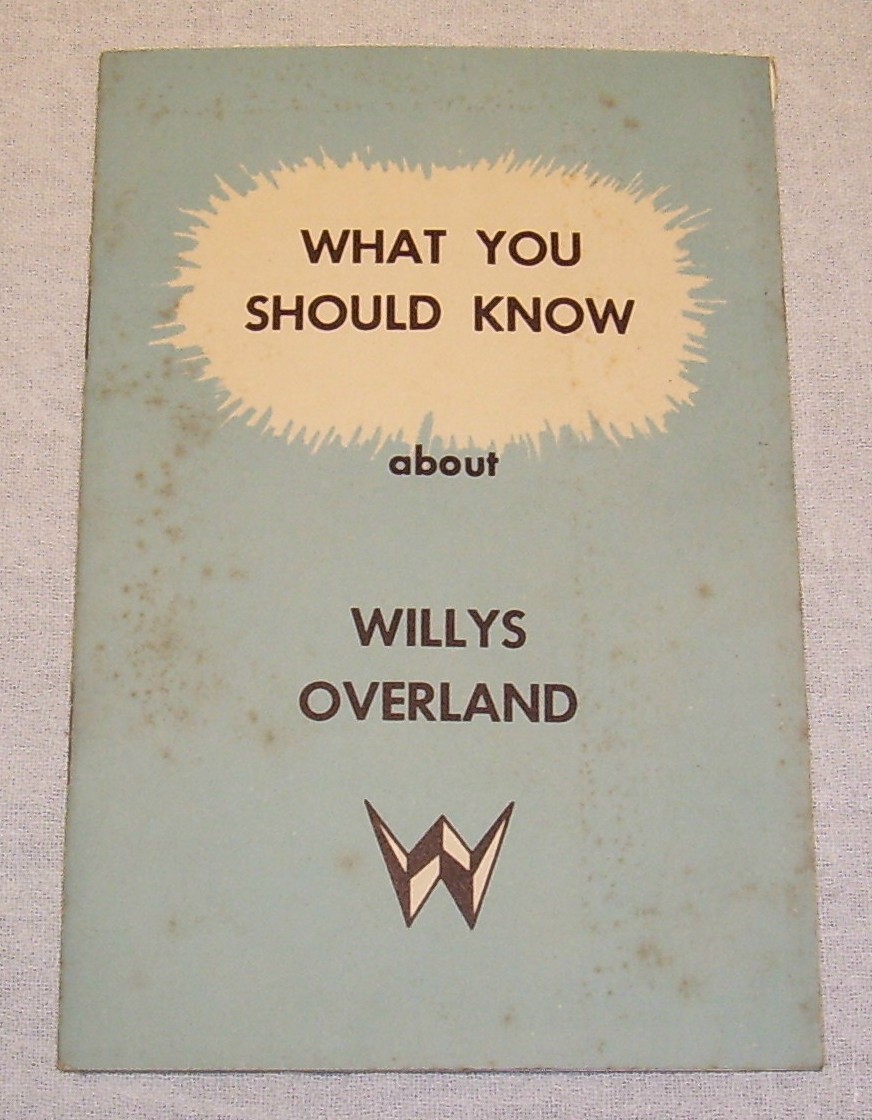 WHAT YOU
SHOULD KNOW
about
WILLYS
OVERLAND
W